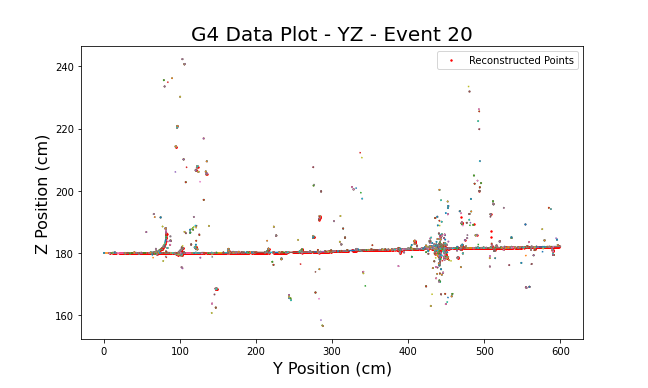 G4 Data Plot - YZ - Event 20
Reconstructed Points
Z Position (cm)
240
220
200
180
160
0 100 200 300 400 500 600
Y Position (cm)